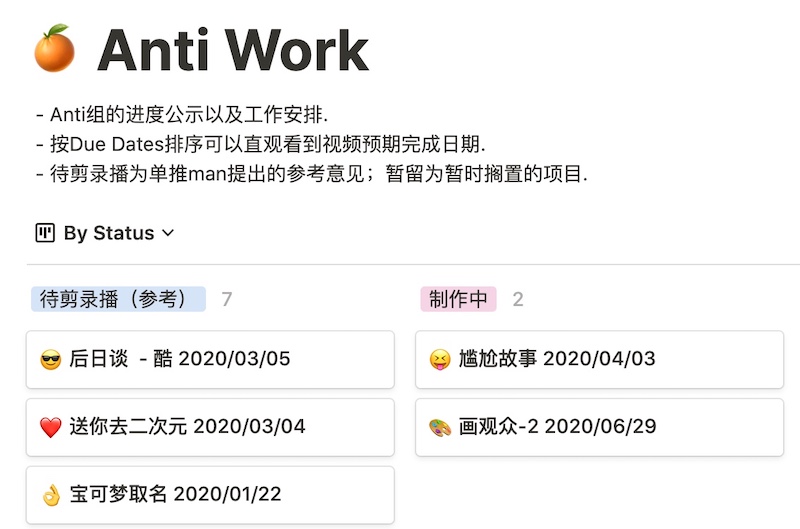 🍊 Anti Work
- Anti组的进度公示以及工作安排.
- 按Due Dates排序可以直观看到视频预期完成日期.
- 待剪录播为单推man提出的参考意见；暂留为暂时搁置的项目.
By Status
待剪录播（参考） 7
😎 后日谈 - 酷 2020/03/05
❤️ 送你去二次元 2020/03/04
👌 宝可梦取名 2020/01/22
制作中 2
😝 尴尬故事 2020/04/03
🎨 画观众-2 2020/06/29